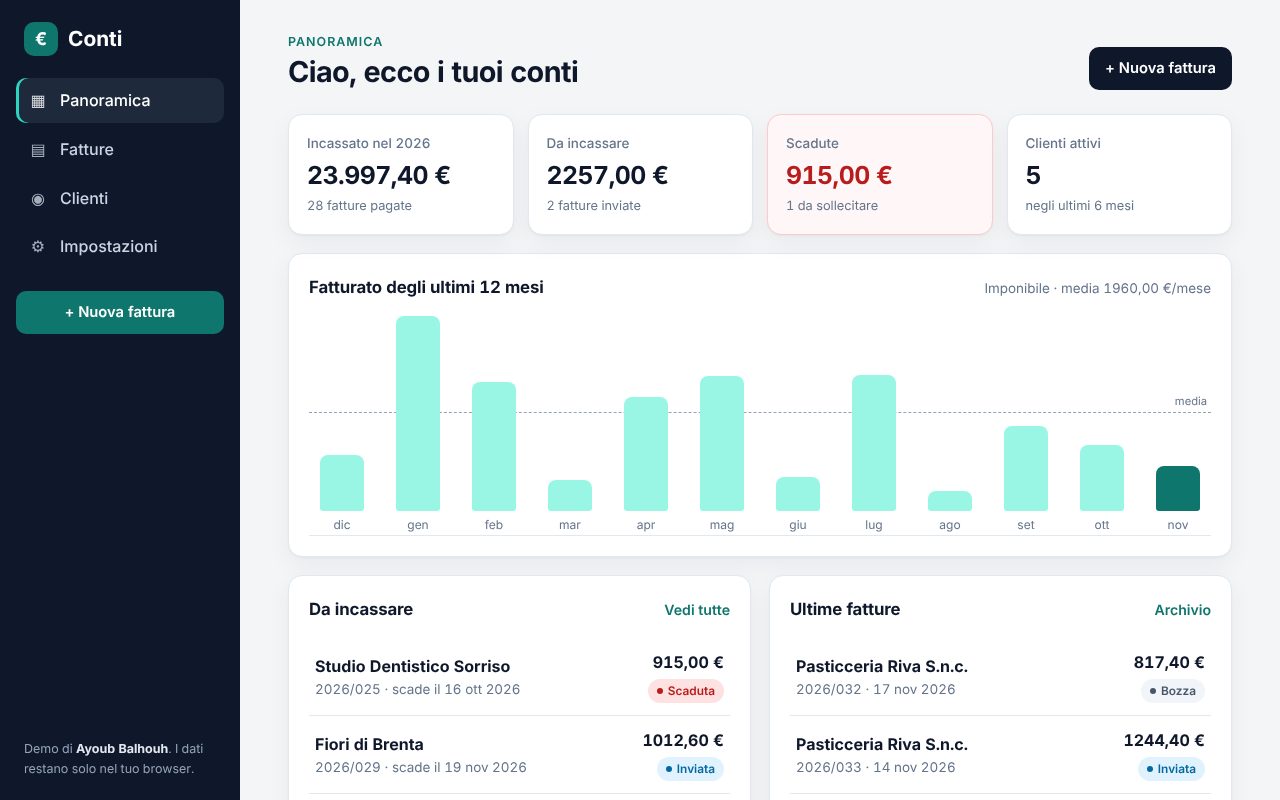 € Conti
Panoramica
Fatture
Clienti
Impostazioni
+ Nuova fattura
Demo di Ayoub Balhouh. I dati
restano solo nel tuo browser.
PANORAMICA
Ciao, ecco i tuoi conti
+ Nuova fattura
Incassato nel 2026
23.997,40 €
28 fatture pagate
Da incassare
2257,00 €
2 fatture inviate
Scadute
915,00 €
1 da sollecitare
Clienti attivi
5
negli ultimi 6 mesi
Fatturato degli ultimi 12 mesi
Imponibile · media 1960,00 €/mese
media
dic gen feb mar apr mag giu lug ago set ott nov
Da incassare
Vedi tutte
Studio Dentistico Sorriso
915,00 €
2026/025 · scade il 16 ott 2026
Scaduta
Fiori di Brenta
1012,60 €
2026/029 · scade il 19 nov 2026
Inviata
Ultime fatture
Archivio
Pasticceria Riva S.n.c.
817,40 €
2026/032 · 17 nov 2026
Bozza
Pasticceria Riva S.n.c.
1244,40 €
2026/033 · 14 nov 2026
Inviata